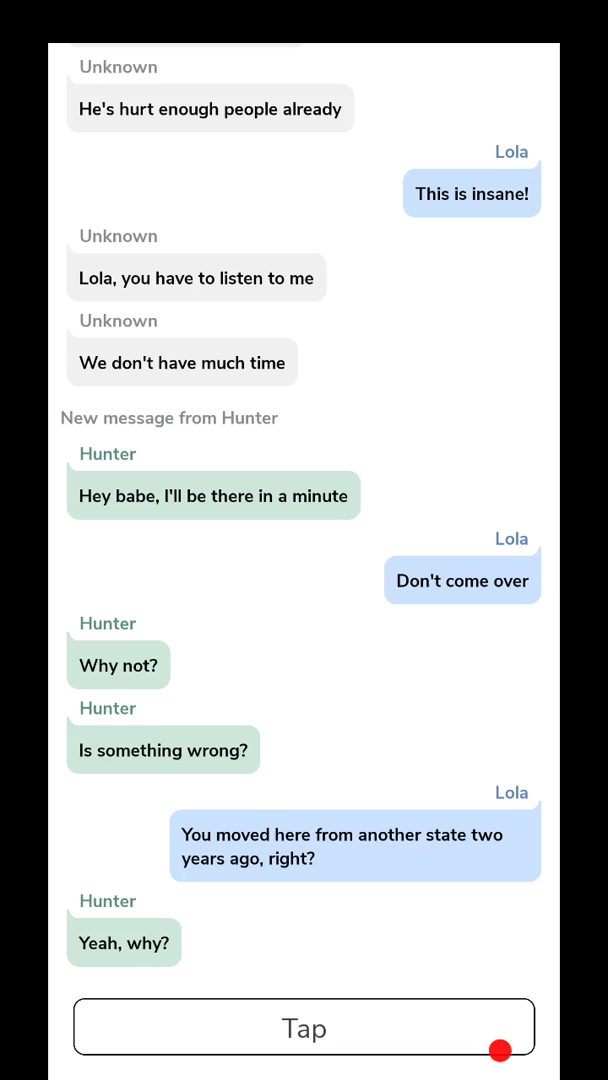 Unknown
He's hurt enough people already
Lola
This is insane!
Unknown
Lola, you have to listen to me
Unknown
We don't have much time
New message from Hunter
Hunter
Hey babe, I'll be there in a minute
Lola
Don't come over
Hunter
Why not?
Hunter
Is something wrong?
Lola
You moved here from another state two
years ago, right?
Hunter
Yeah, why?
Tap